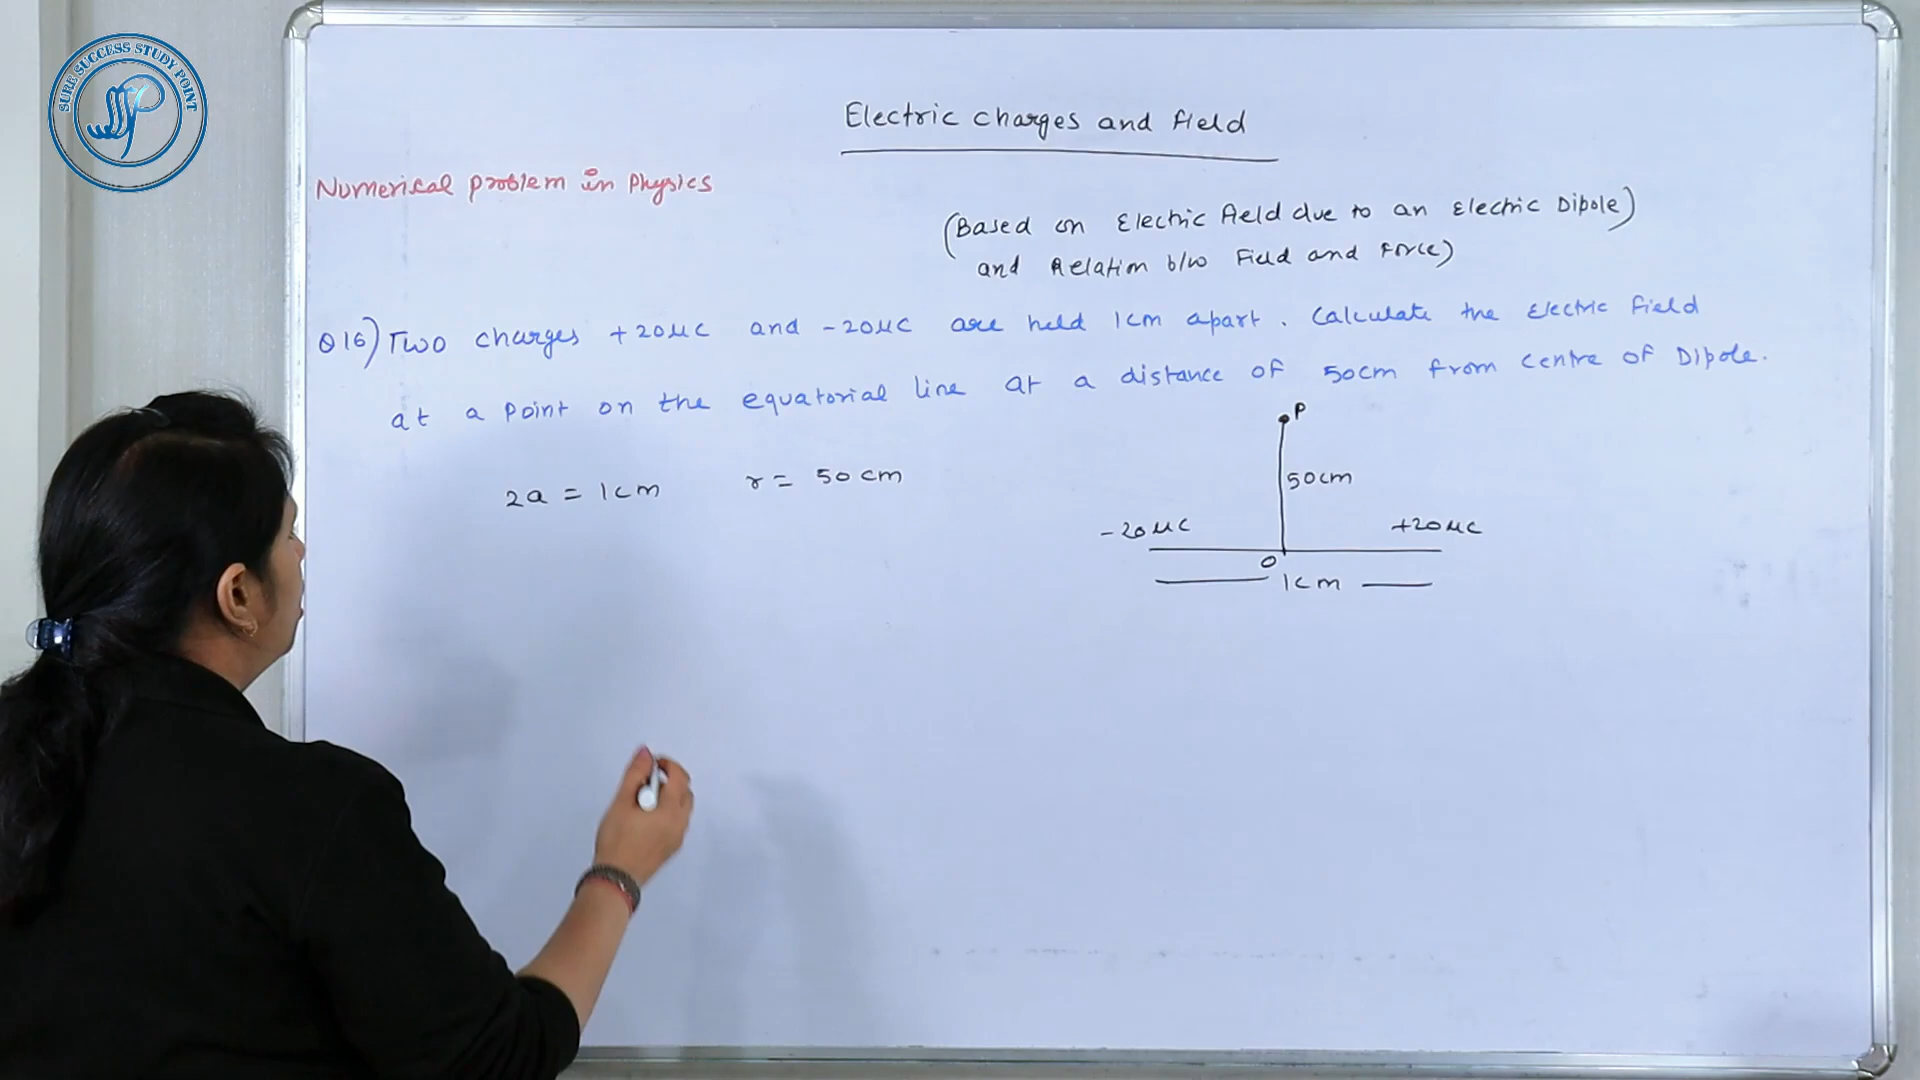 SURE SUCCESS STUDY POINT
Electric charges and field
Numerical problem in Physics
(Based on Electric field due to an Electric Dipole)
and Relation b/w Field and Force)
Q16) Two charges +20μC and -20μC are held 1cm apart. Calculate the Electric field
at a point on the equatorial line at a distance of 50cm from centre of Dipole.
P
2a = 1cm r = 50cm
50cm
-20μC +20μC
O
1cm